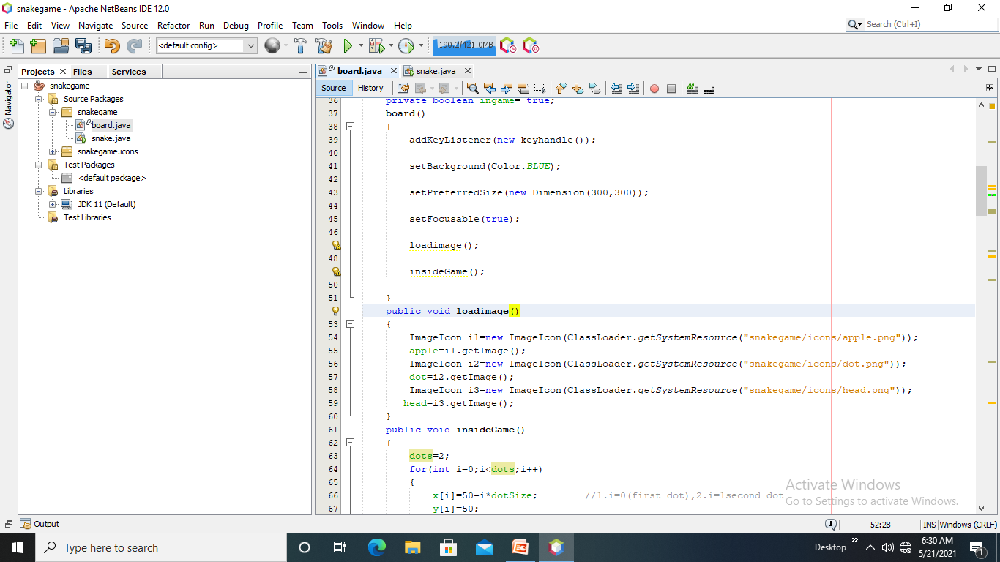 snakegame - Apache NetBeans IDE 12.0
File Edit View Navigate Source Refactor Run Debug Profile Team Tools Window Help
Search (Ctrl+I)
<default config>
190.2/421.0MB
Projects Files Services
board.java snake.java
Navigator
Source History
snakegame
Source Packages
snakegame
board.java
snake.java
snakegame.icons
Test Packages
<default package>
Libraries
JDK 11 (Default)
Test Libraries
36 private boolean ingame= true;
37 board()
38 {
39 addKeyListener(new keyhandle());
40
41 setBackground(Color.BLUE);
42
43 setPreferredSize(new Dimension(300,300));
44
45 setFocusable(true);
46
loadimage();
48
insideGame();
50
51 }
public void loadimage()
53 {
54 ImageIcon i1=new ImageIcon(ClassLoader.getSystemResource("snakegame/icons/apple.png"));
55 apple=i1.getImage();
56 ImageIcon i2=new ImageIcon(ClassLoader.getSystemResource("snakegame/icons/dot.png"));
57 dot=i2.getImage();
58 ImageIcon i3=new ImageIcon(ClassLoader.getSystemResource("snakegame/icons/head.png"));
59 head=i3.getImage();
60 }
61 public void insideGame()
62 {
63 dots=2;
64 for(int i=0;i<dots;i++)
65 {
66 x[i]=50-i*dotSize; //1.i=0(first dot),2.i=1second dot
67 y[i]=50;
Activate Windows
Go to Settings to activate Windows.
Output
1
52:28
INS
Windows (CRLF)
Type here to search
Desktop
6:30 AM
5/21/2021
1